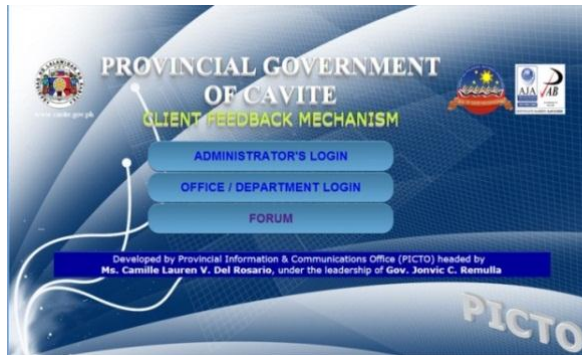 PROVINCIAL GOVERNMENT
OF CAVITE
www.cavite.gov.ph
CLIENT FEEDBACK MECHANISM
AJA
PAB
ADMINISTRATOR'S LOGIN
OFFICE / DEPARTMENT LOGIN
FORUM
Developed by Provincial Information & Communications Office (PICTO) headed by
Ms. Camille Lauren V. Del Rosario, under the leadership of Gov. Jonvic C. Remulla
PICTO